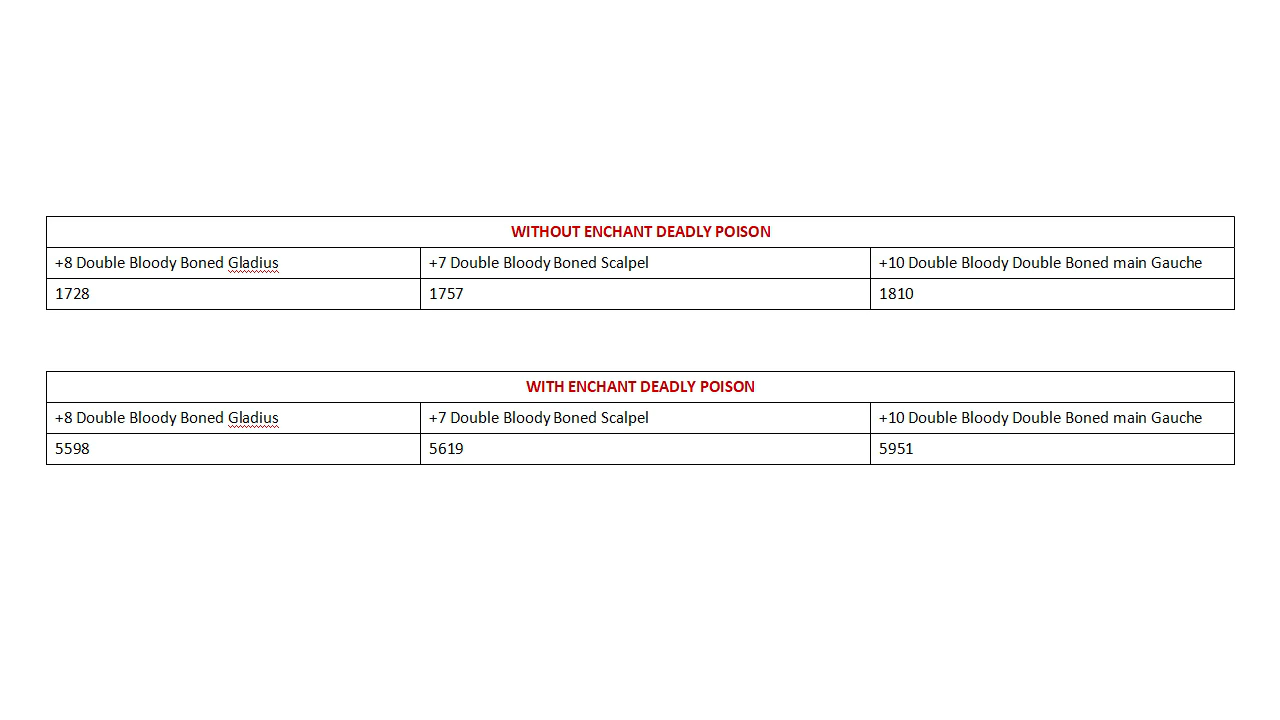 WITHOUT ENCHANT DEADLY POISON
+8 Double Bloody Boned Gladius +7 Double Bloody Boned Scalpel +10 Double Bloody Double Boned main Gauche
1728 1757 1810
WITH ENCHANT DEADLY POISON
+8 Double Bloody Boned Gladius +7 Double Bloody Boned Scalpel +10 Double Bloody Double Boned main Gauche
5598 5619 5951